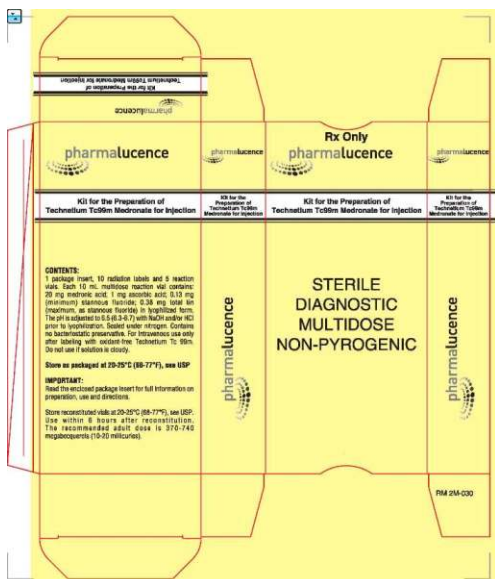 Kit for the Preparation of
Technetium Tc99m Medronate for Injection
pharmalucence
pharmalucence
Kit for the Preparation of
Technetium Tc99m Medronate for Injection
CONTENTS:
1 package insert, 10 radiation labels and 5 reaction
vials. Each 10 mL multidose reaction vial contains:
20 mg medronic acid; 1 mg ascorbic acid; 0.13 mg
(minimum) stannous fluoride; 0.38 mg total tin
(maximum, as stannous fluoride) in lyophilized form.
The pH is adjusted to 6.5 (6.3-6.7) with NaOH and/or HCl
prior to lyophilization. Sealed under nitrogen. Contains
no bacteriostatic preservative. For Intravenous use only
after labeling with oxidant-free Technetium Tc 99m.
Do not use if solution is cloudy.
Store as packaged at 20-25°C (68-77°F), see USP
IMPORTANT:
Read the enclosed package insert for full information on
preparation, use and directions.
Store reconstituted vials at 20-25°C (68-77°F), see USP.
Use within 6 hours after reconstitution.
The recommended adult dose is 370-740
megabecquerels (10-20 millicuries).
pharmalucence
Kit for the
Preparation of
Technetium Tc99m
Medronate for Injection
pharmalucence
Rx Only
pharmalucence
Kit for the Preparation of
Technetium Tc99m Medronate for Injection
STERILE
DIAGNOSTIC
MULTIDOSE
NON-PYROGENIC
pharmalucence
Kit for the
Preparation of
Technetium Tc99m
Medronate for Injection
pharmalucence
RM 2M-030